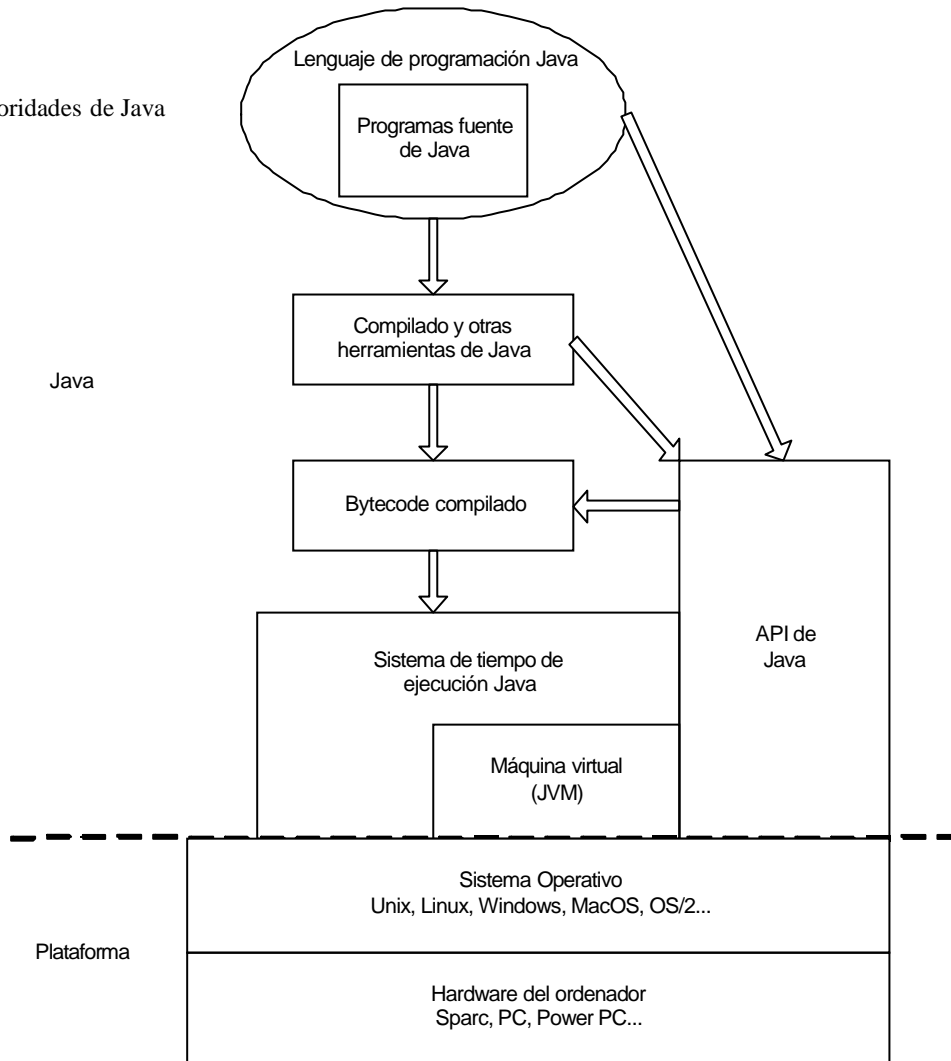 Lenguaje de programación Java
oridades de Java
Programas fuente
de Java
Compilado y otras
herramientas de Java
Java
Bytecode compilado
API de
Java
Sistema de tiempo de
ejecución Java
Máquina virtual
(JVM)
Sistema Operativo
Unix, Linux, Windows, MacOS, OS/2...
Plataforma
Hardware del ordenador
Sparc, PC, Power PC...